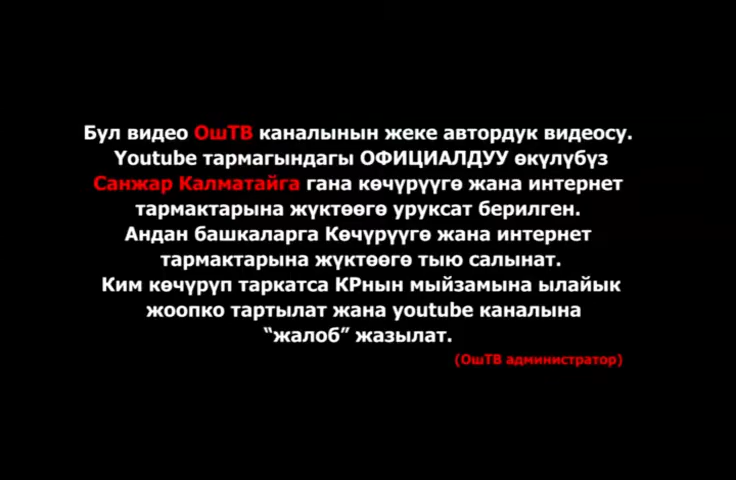 Бул видео ОшТВ каналынын жеке автордук видеосу.
Youtube тармагындагы ОФИЦИАЛДУУ өкүлүбүз
Санжар Калматайга гана көчүрүүгө жана интернет
тармактарына жүктөөгө уруксат берилген.
Андан башкаларга Көчүрүүгө жана интернет
тармактарына жүктөөгө тыю салынат.
Ким көчүрүп таркатса КРнын мыйзамына ылайык
жоопко тартылат жана youtube каналына
“жалоб” жазылат.
(ОшТВ администратор)